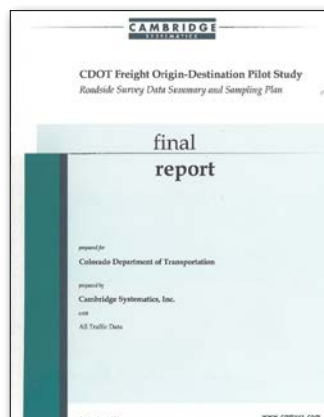 CAMBRIDGE
SYSTEMATICS
CDOT Freight Origin-Destination Pilot Study
Roadside Survey Data Summary and Sampling Plan
final
report
prepared for
Colorado Department of Transportation
prepared by
Cambridge Systematics, Inc.
with
All Traffic Data
www.camsys.com